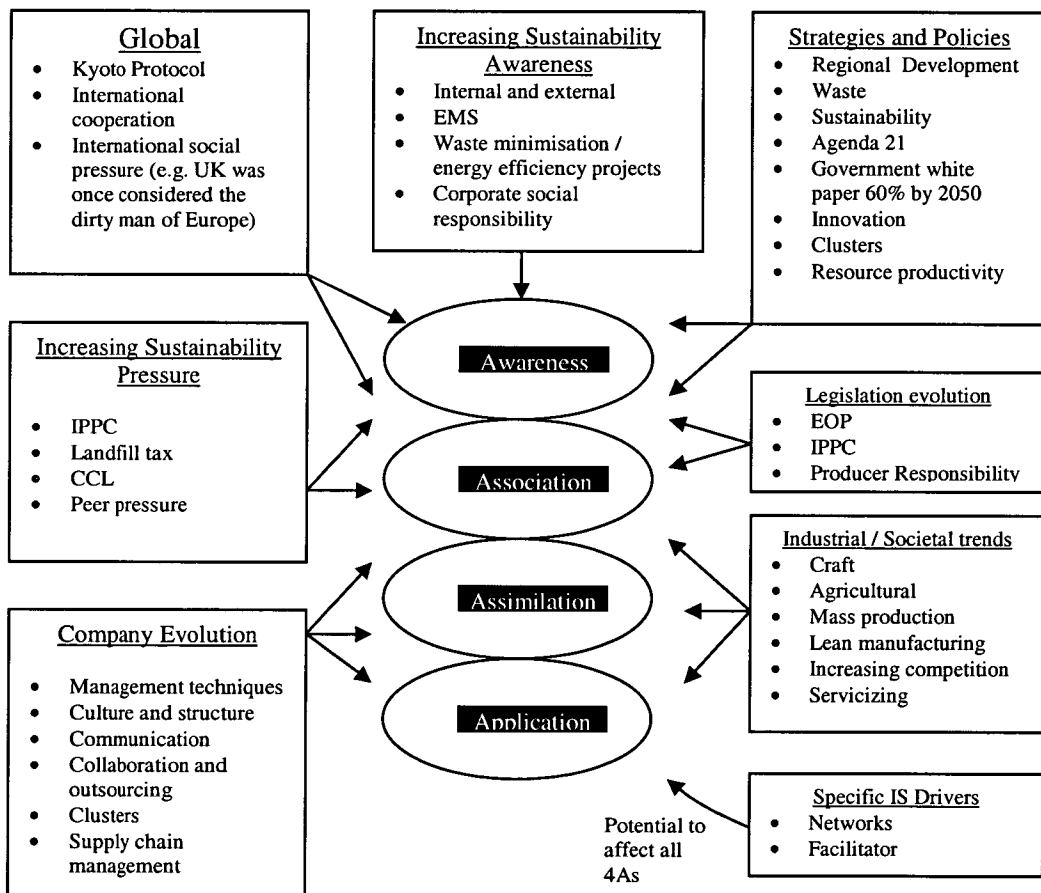 Global
• Kyoto Protocol
• International
cooperation
• International social
pressure (e.g. UK was
once considered the
dirty man of Europe)
Increasing Sustainability
Awareness
• Internal and external
• EMS
• Waste minimisation /
energy efficiency projects
• Corporate social
responsibility
Strategies and Policies
• Regional Development
• Waste
• Sustainability
• Agenda 21
• Government white
paper 60% by 2050
• Innovation
• Clusters
• Resource productivity
Increasing Sustainability
Pressure
• IPPC
• Landfill tax
• CCL
• Peer pressure
Awareness
Association
Assimilation
Application
Legislation evolution
• EOP
• IPPC
• Producer Responsibility
Industrial / Societal trends
• Craft
• Agricultural
• Mass production
• Lean manufacturing
• Increasing competition
• Servicizing
Company Evolution
• Management techniques
• Culture and structure
• Communication
• Collaboration and
outsourcing
• Clusters
• Supply chain
management
Potential to
affect all
4As
Specific IS Drivers
• Networks
• Facilitator